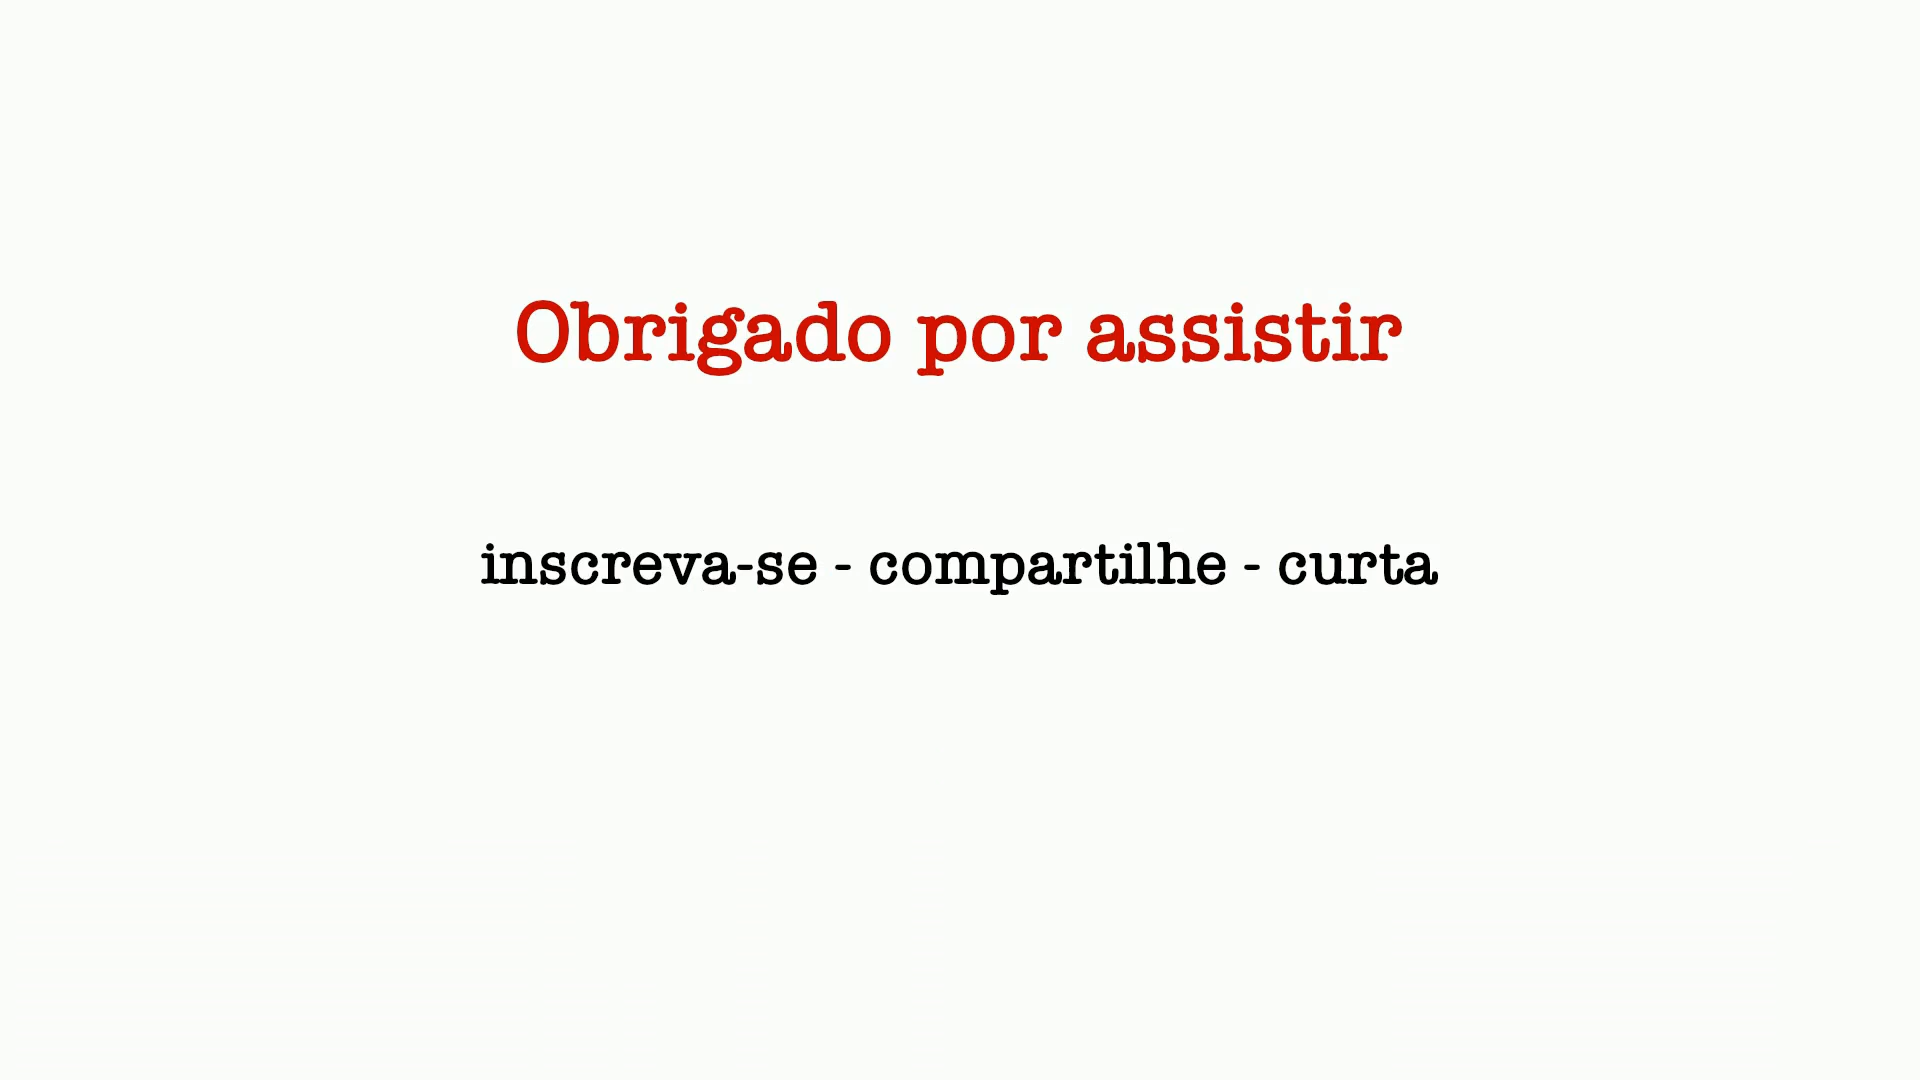 Obrigado por assistir
inscreva-se - compartilhe - curta